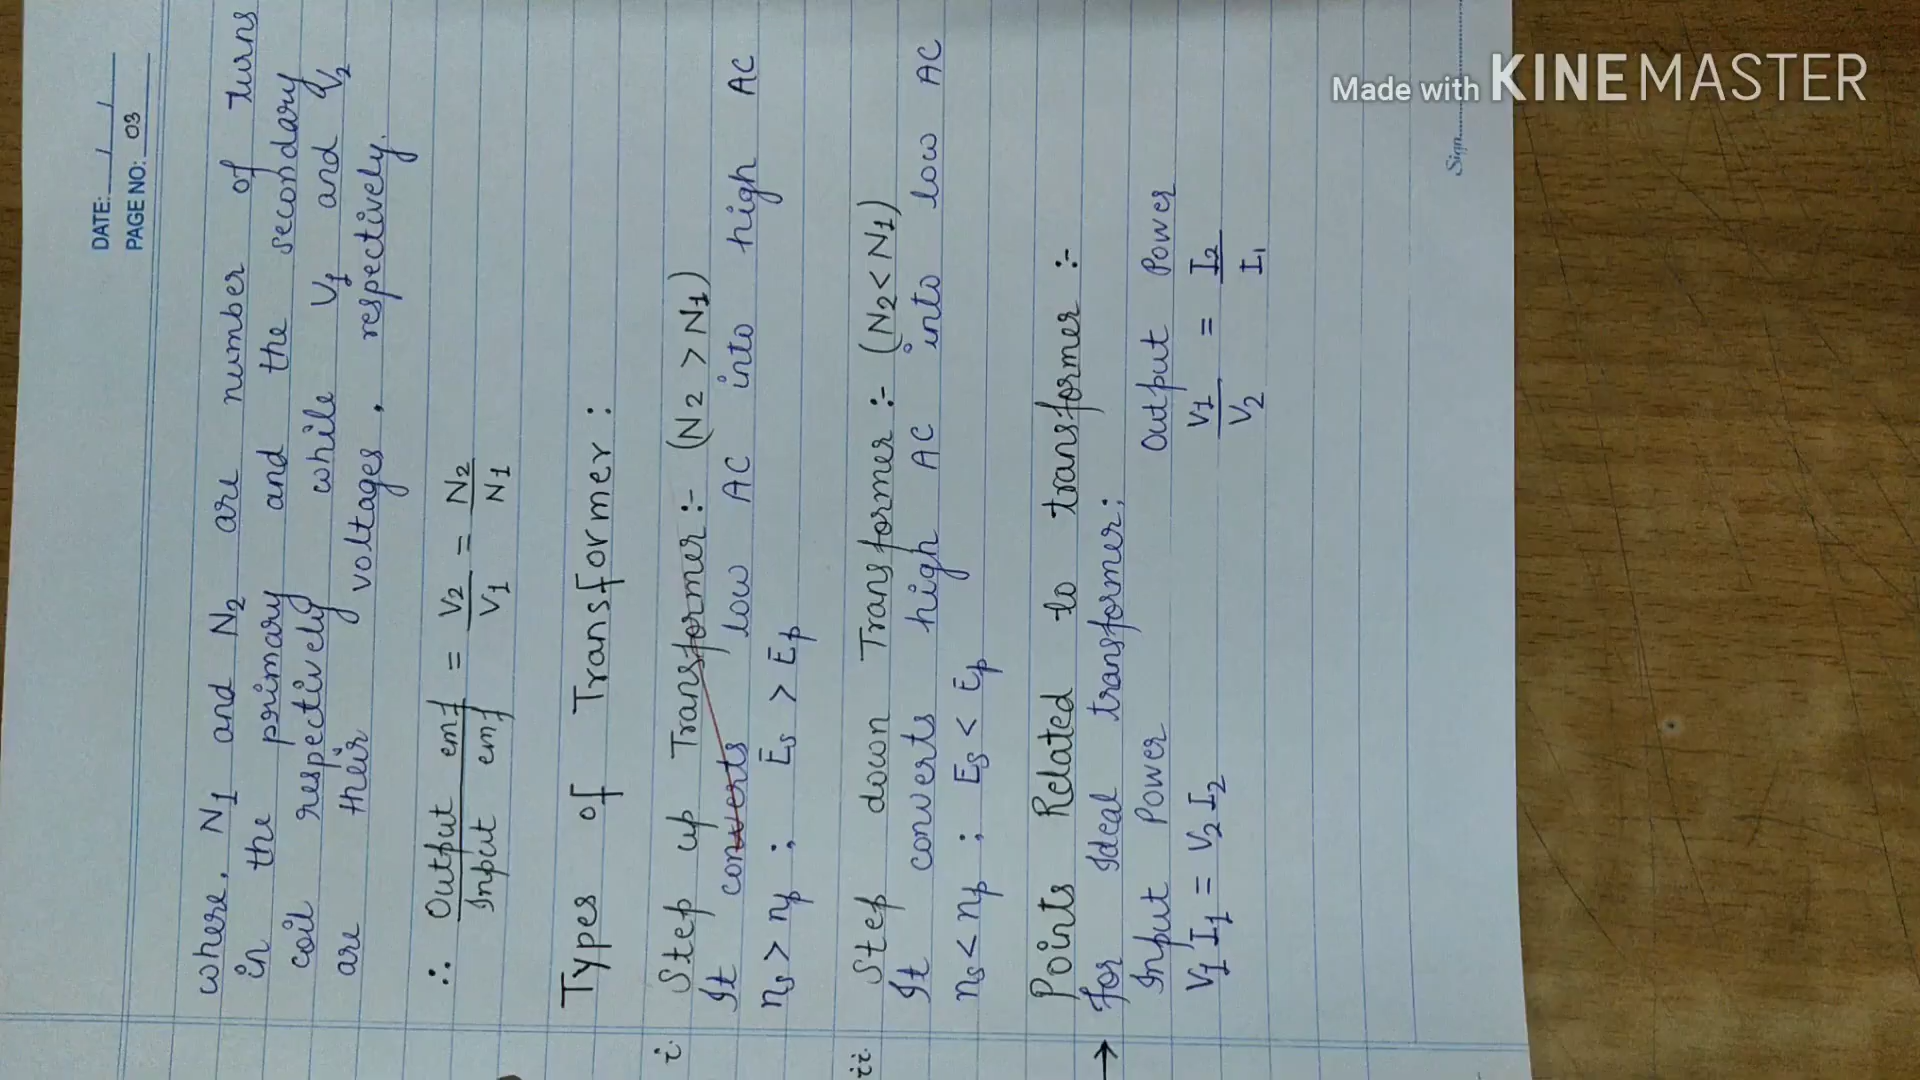 DATE: / /
PAGE NO: 03
where, N1 and N2 are number of turns
in the primary and the secondary
coil respectively while V1 and V2
are their voltages, respectively.
∴ Output emf / Input emf = V2/V1 = N2/N1
Types of Transformer:
i. Step up Transformer:- (N2 > N1)
It converts low AC into high AC
ns > np ; Es > Ep
ii. Step down Transformer:- (N2 < N1)
It converts high AC into low AC
ns < np ; Es < Ep
Points Related to transformer :-
→ For Ideal transformer;
Input Power Output Power
V1 I1 = V2 I2 V1/V2 = I2/I1
Sign
Made with KINEMASTER